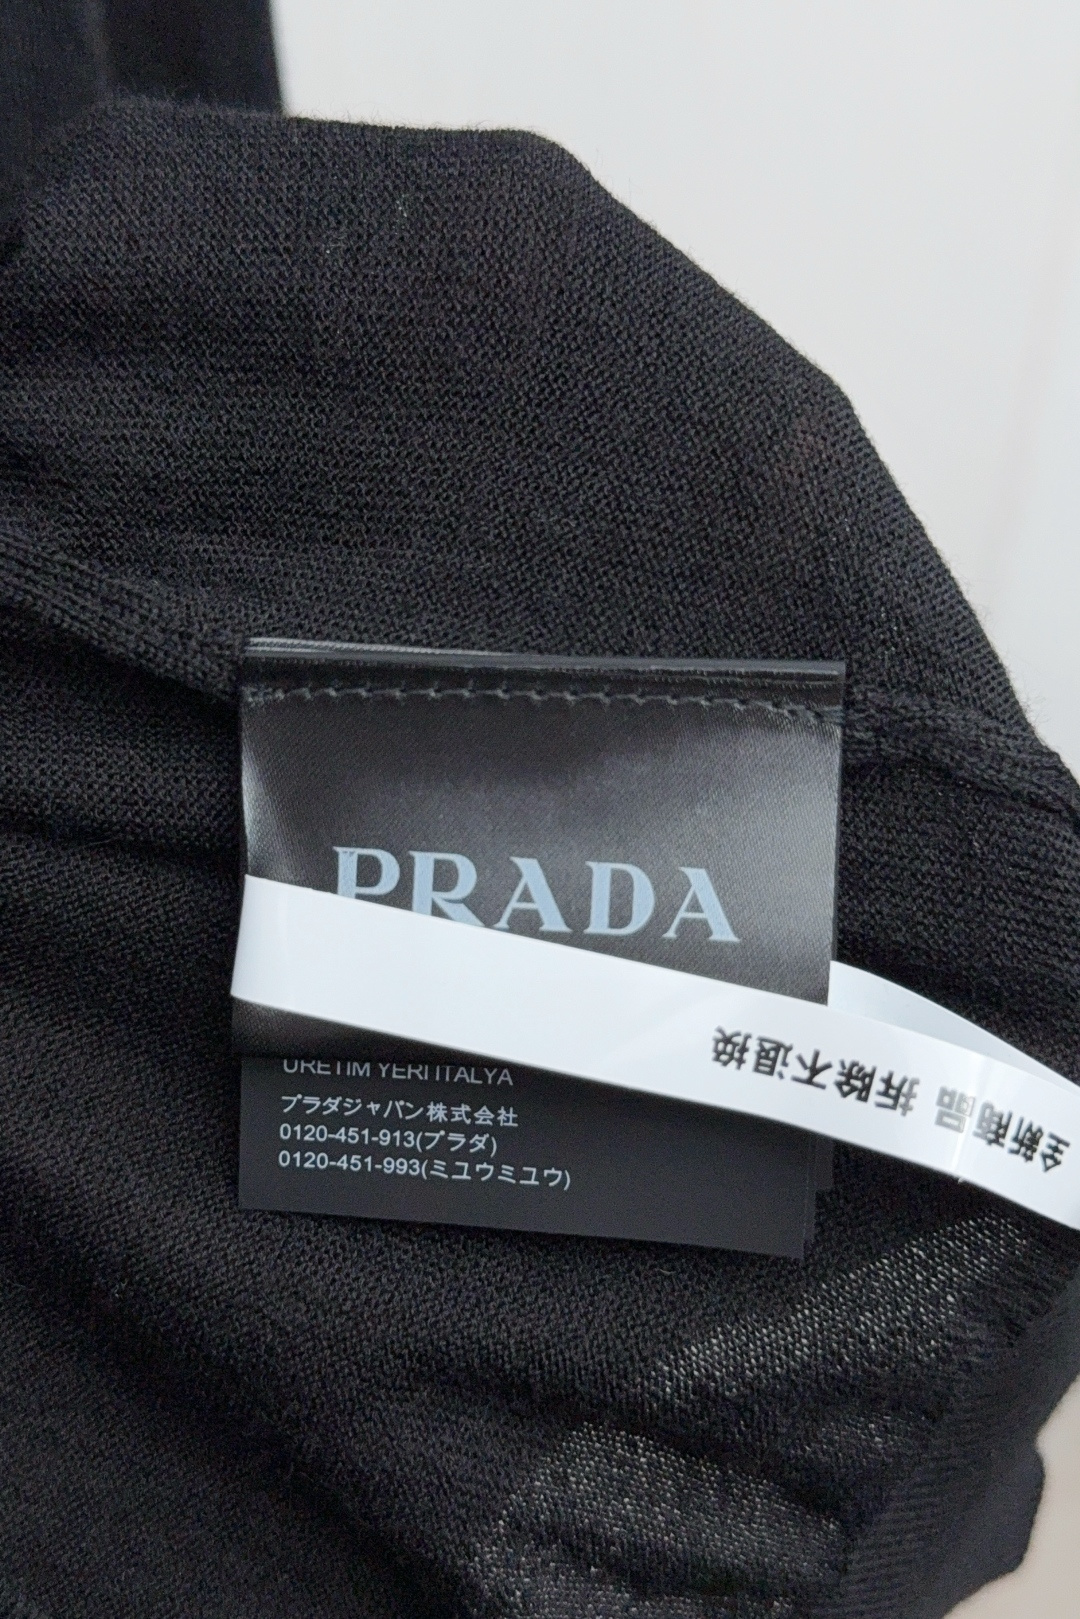 PRADA
全新商品 拆除不退换
URETIM YERI ITALYA
プラダジャパン株式会社
0120-451-913(プラダ)
0120-451-993(ミユウミユウ)